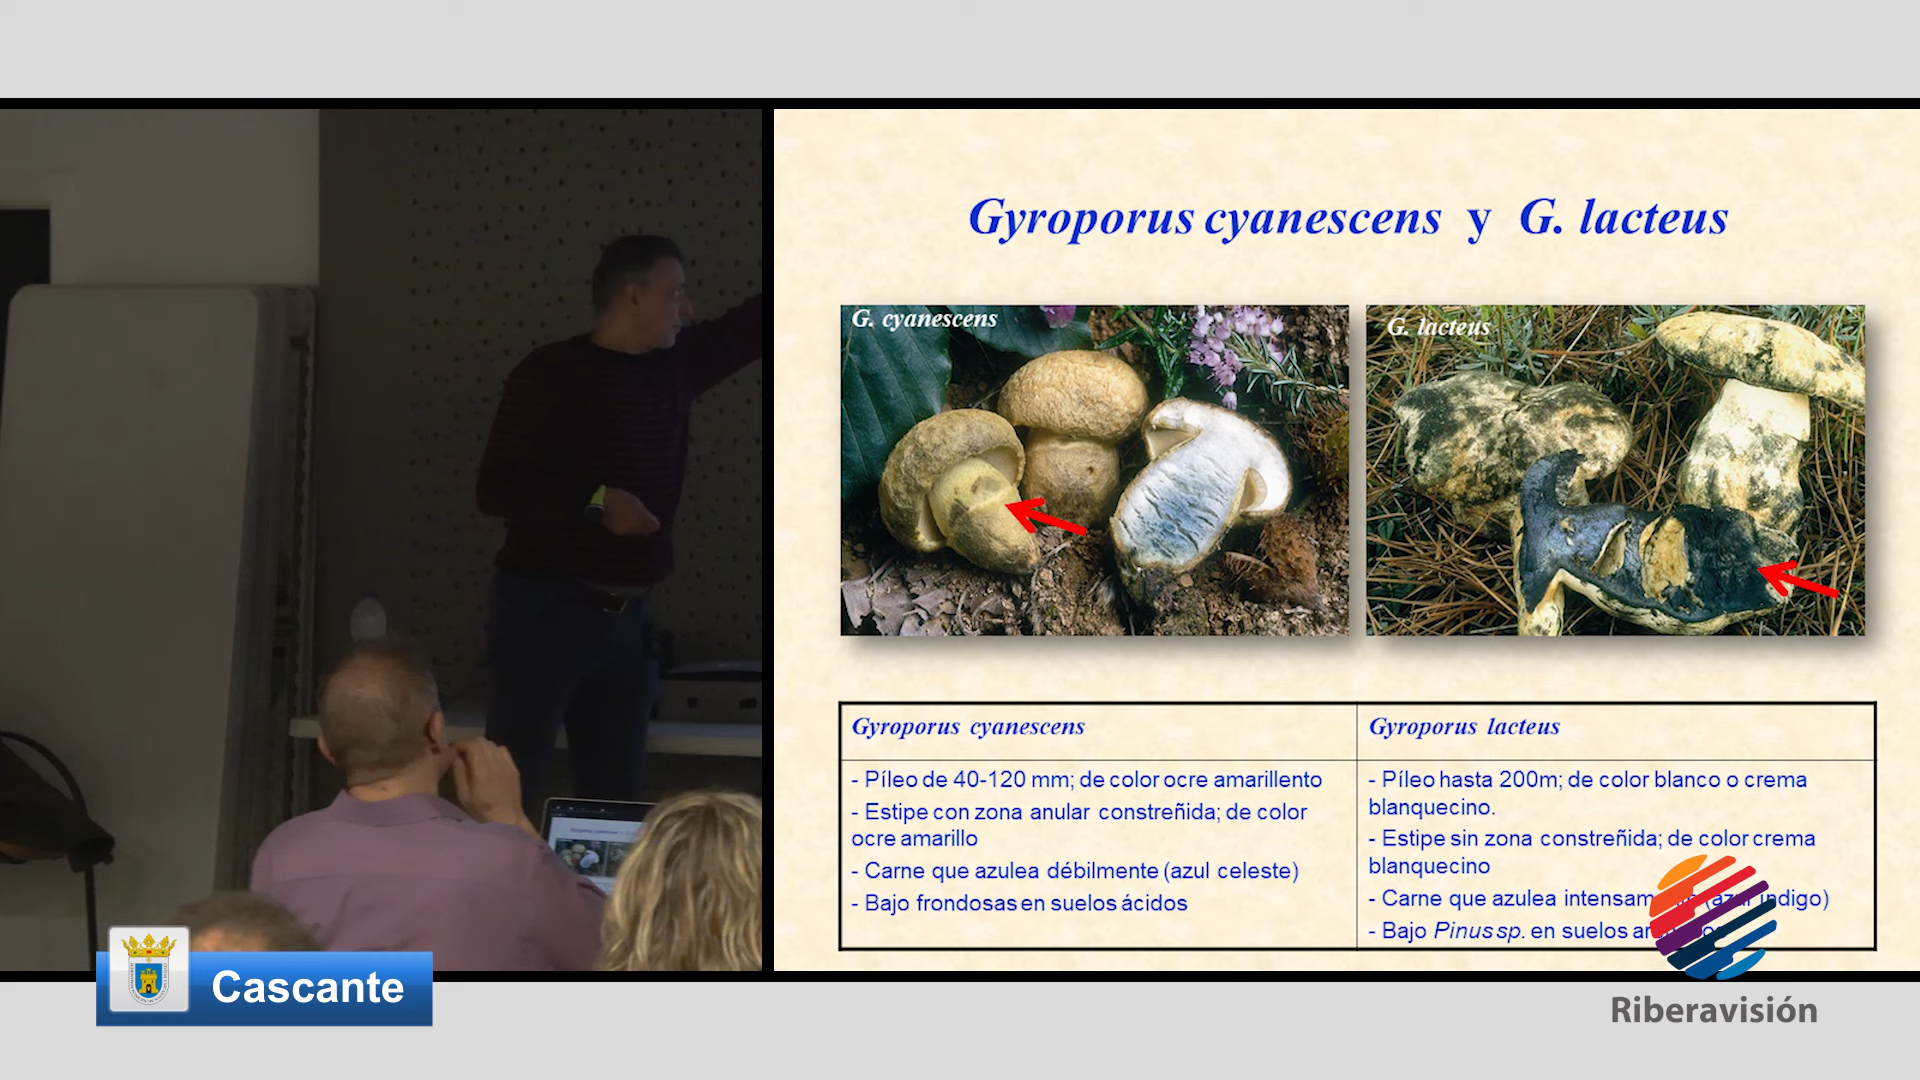 Gyroporus cyanescens y G. lacteus
G. cyanescens
G. lacteus
Gyroporus cyanescens
- Píleo de 40-120 mm; de color ocre amarillento
- Estipe con zona anular constreñida; de color
ocre amarillo
- Carne que azulea débilmente (azul celeste)
- Bajo frondosas en suelos ácidos
Gyroporus lacteus
- Píleo hasta 200m; de color blanco o crema
blanquecino.
- Estipe sin zona constreñida; de color crema
blanquecino
- Carne que azulea índigo)
- Bajo Pinus sp. en suelos
Cascante
Riberavisión